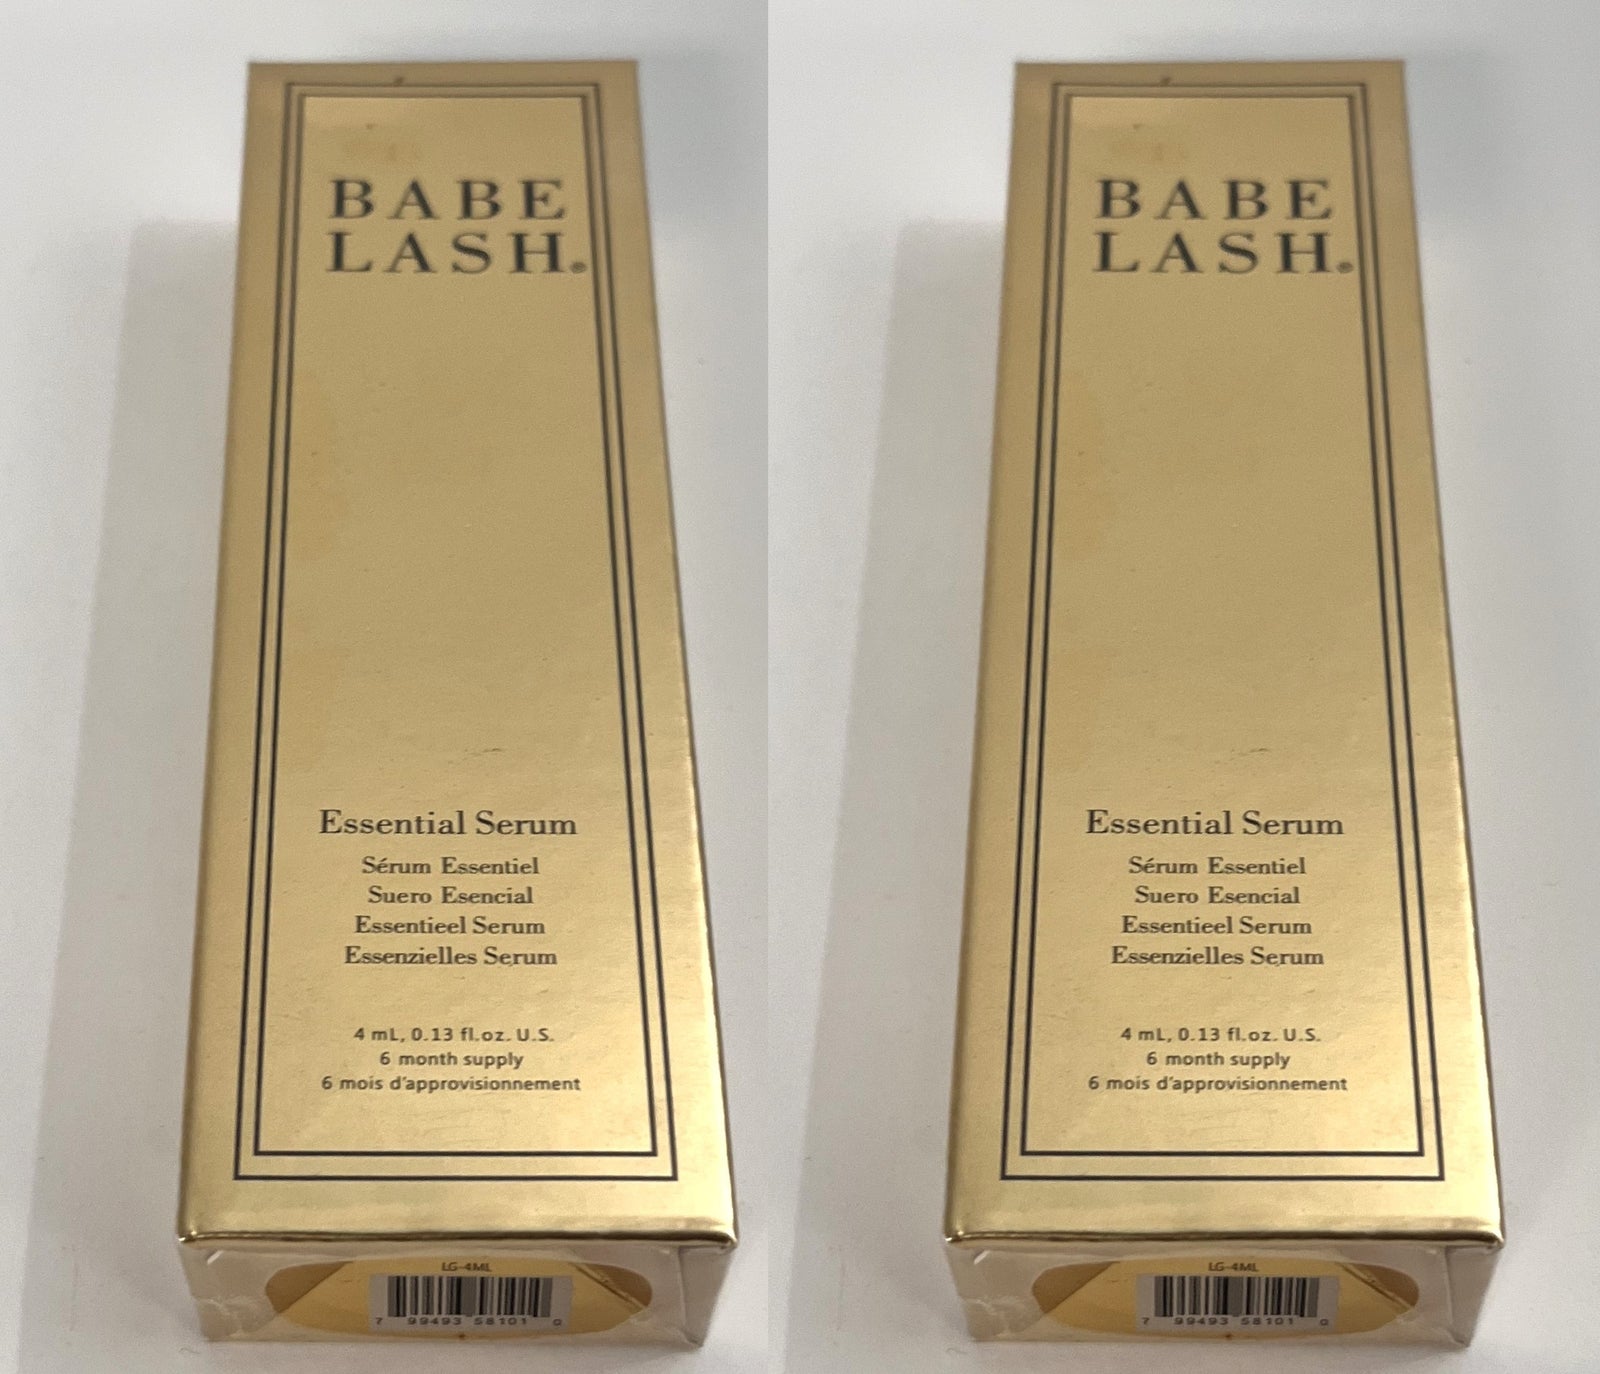 BABE
LASH®
Essential Serum
Sérum Essentiel
Suero Esencial
Essentieel Serum
Essenzielles Serum
4 mL, 0.13 fl.oz. U.S.
6 month supply
6 mois d'approvisionnement
LG-4ML
7 99493 58101 0
BABE
LASH®
Essential Serum
Sérum Essentiel
Suero Esencial
Essentieel Serum
Essenzielles Serum
4 mL, 0.13 fl.oz. U.S.
6 month supply
6 mois d'approvisionnement
LG-4ML
7 99493 58101 0